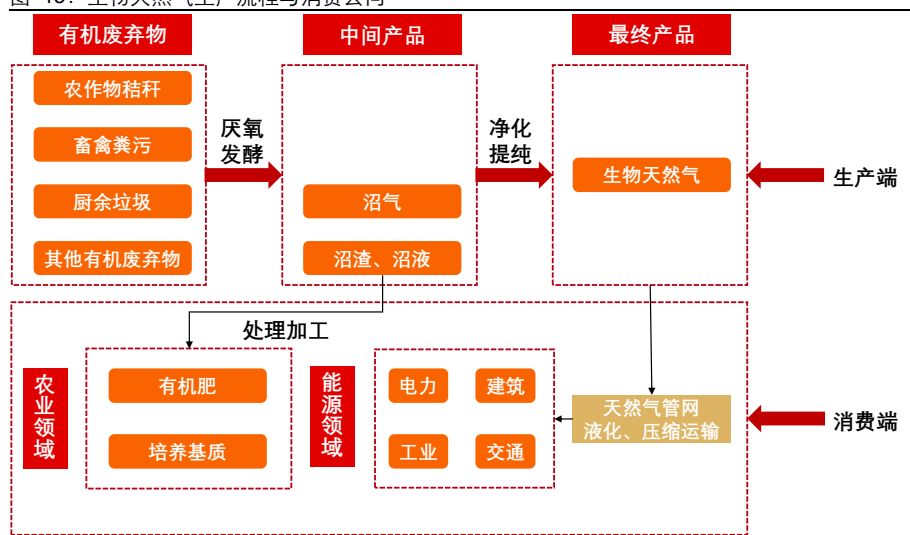 有机废弃物
中间产品
最终产品
农作物秸秆
畜禽粪污
厨余垃圾
其他有机废弃物
厌氧
发酵
沼气
沼渣、沼液
净化
提纯
生物天然气
生产端
处理加工
农业领域
有机肥
培养基质
能源领域
电力
建筑
工业
交通
天然气管网
液化、压缩运输
消费端